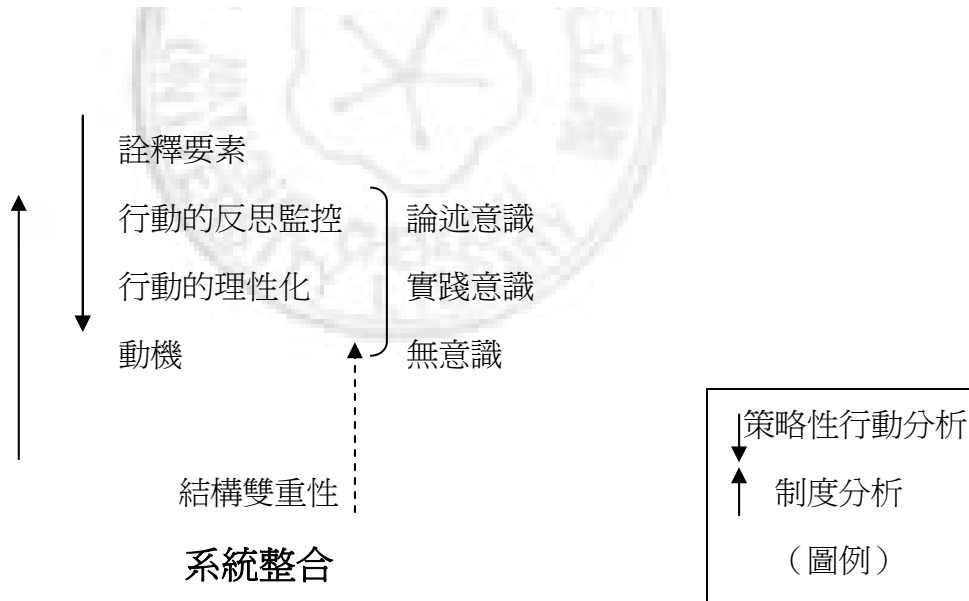 詮釋要素
行動的反思監控 論述意識
行動的理性化 實踐意識
動機 無意識
結構雙重性
系統整合
策略性行動分析
制度分析
（圖例）